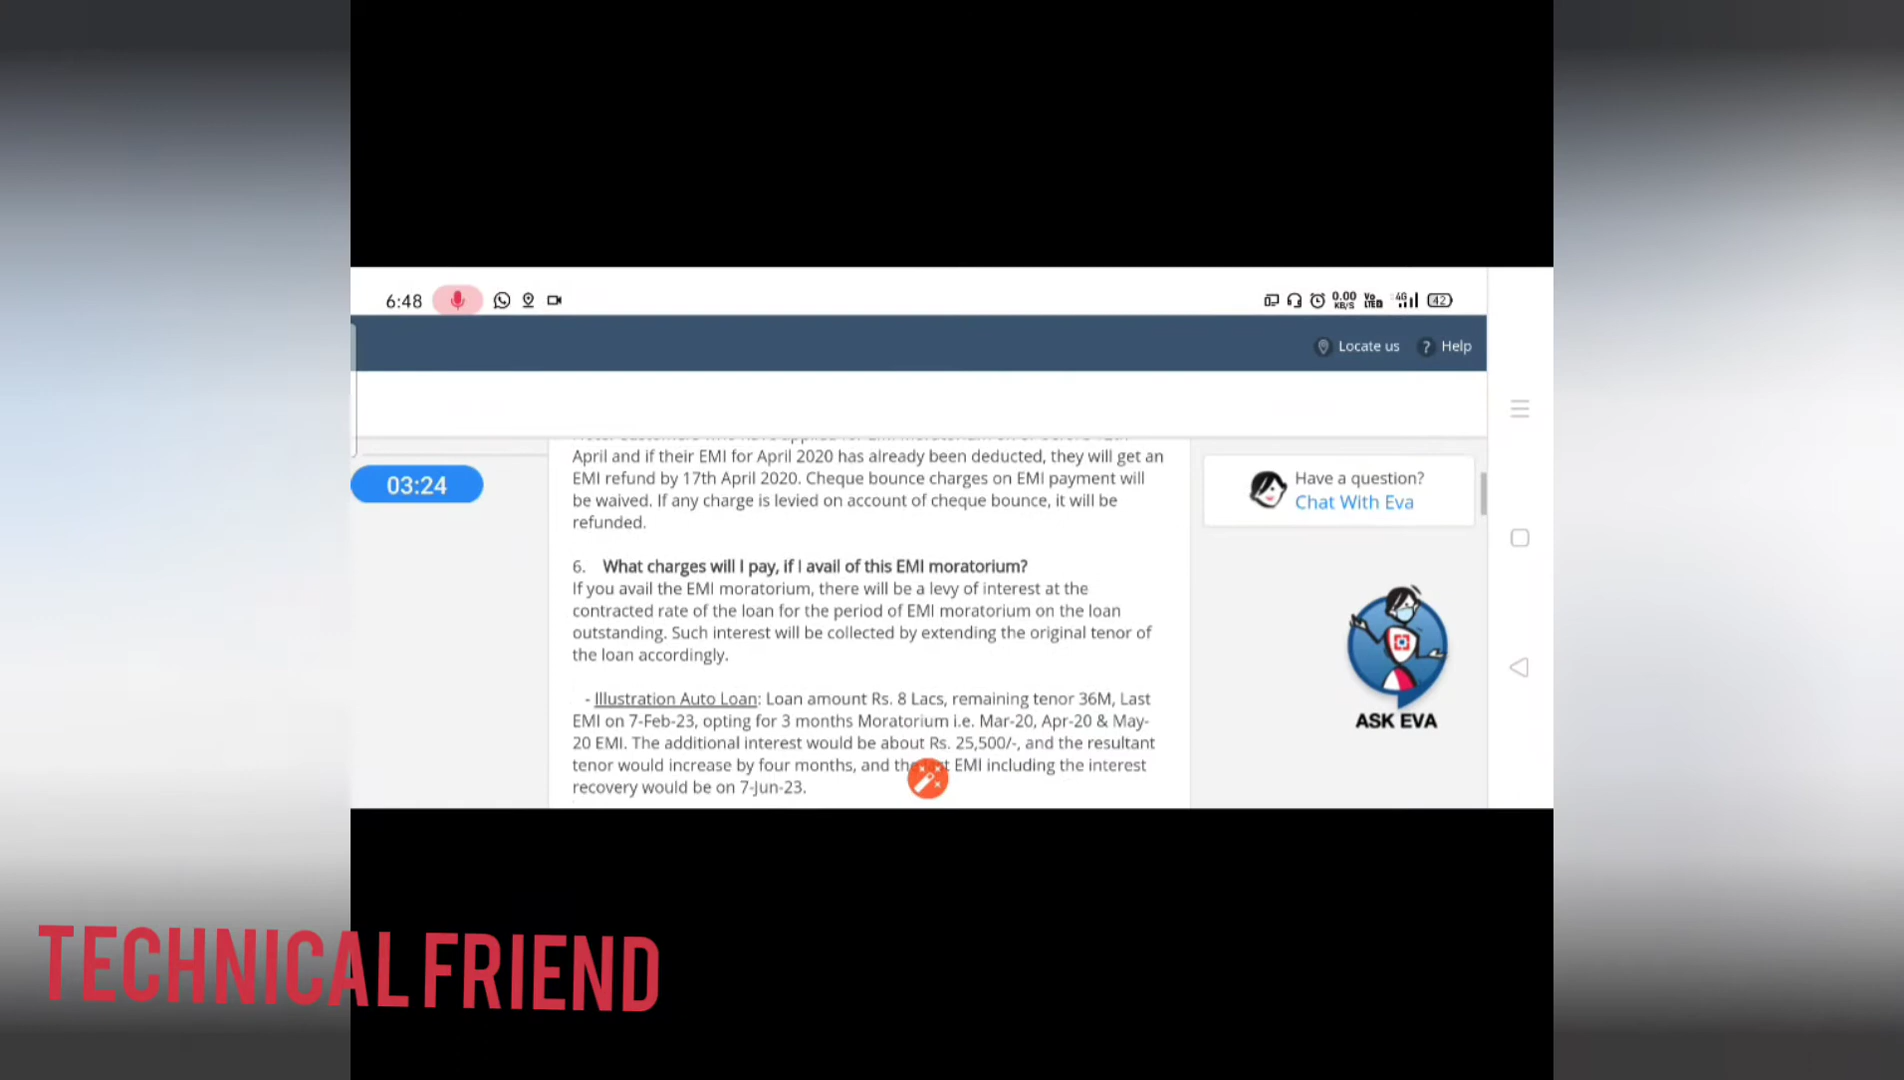 6:48
0.00
KB/S
Vo
LTE
4G
42
Locate us
? Help
April and if their EMI for April 2020 has already been deducted, they will get an
EMI refund by 17th April 2020. Cheque bounce charges on EMI payment will
be waived. If any charge is levied on account of cheque bounce, it will be
refunded.
03:24
Have a question?
Chat With Eva
6. What charges will I pay, if I avail of this EMI moratorium?
If you avail the EMI moratorium, there will be a levy of interest at the
contracted rate of the loan for the period of EMI moratorium on the loan
outstanding. Such interest will be collected by extending the original tenor of
the loan accordingly.
- Illustration Auto Loan: Loan amount Rs. 8 Lacs, remaining tenor 36M, Last
EMI on 7-Feb-23, opting for 3 months Moratorium i.e. Mar-20, Apr-20 & May-
20 EMI. The additional interest would be about Rs. 25,500/-, and the resultant
tenor would increase by four months, and the last EMI including the interest
recovery would be on 7-Jun-23.
ASK EVA
TECHNICAL FRIEND